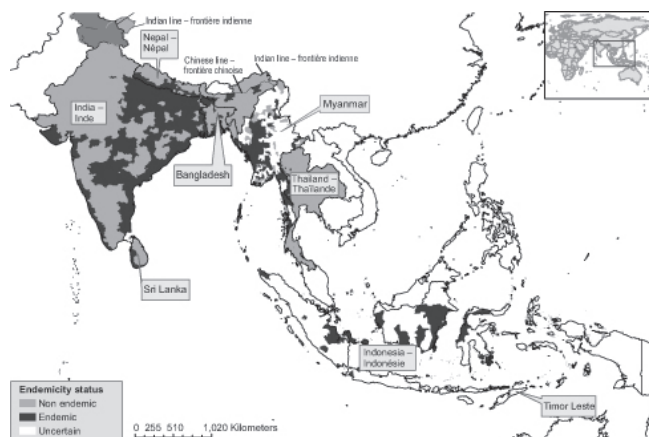 Indian line – frontière indienne
Nepal –
Népal
Chinese line –
frontière chinoise
Indian line – frontière indienne
India –
Inde
Myanmar
Bangladesh
Thailand –
Thaïlande
Sri Lanka
Indonesia –
Indonésie
Timor Leste
Endemicity status
Non endemic
Endemic
Uncertain
0 255 510 1,020 Kilometers